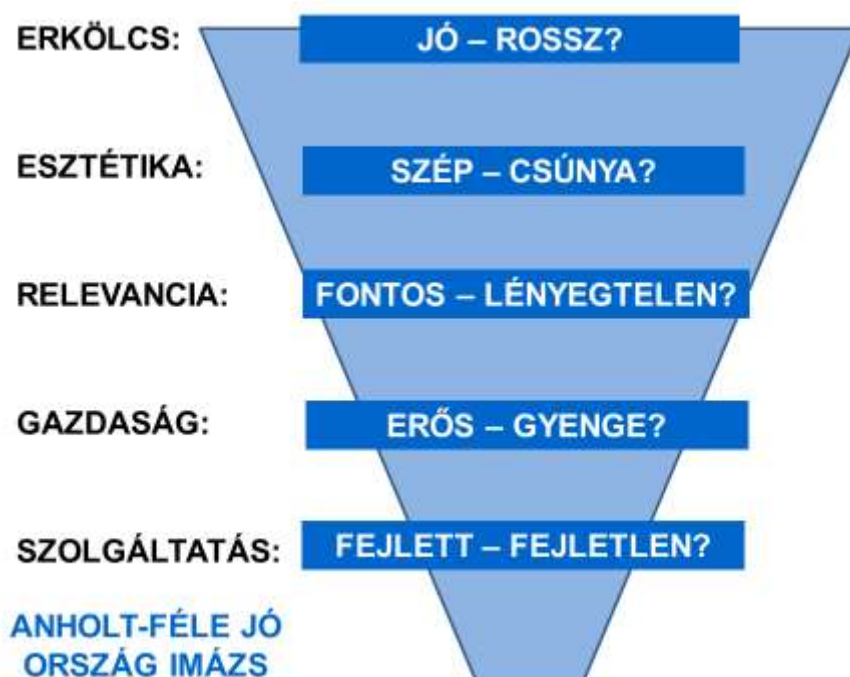 ERKÖLCS: JÓ – ROSSZ?
ESZTÉTIKA: SZÉP – CSÚNYA?
RELEVANCIA: FONTOS – LÉNYEGTELEN?
GAZDASÁG: ERŐS – GYENGE?
SZOLGÁLTATÁS: FEJLETT – FEJLETLEN?
ANHOLT-FÉLE JÓ
ORSZÁG IMÁZS